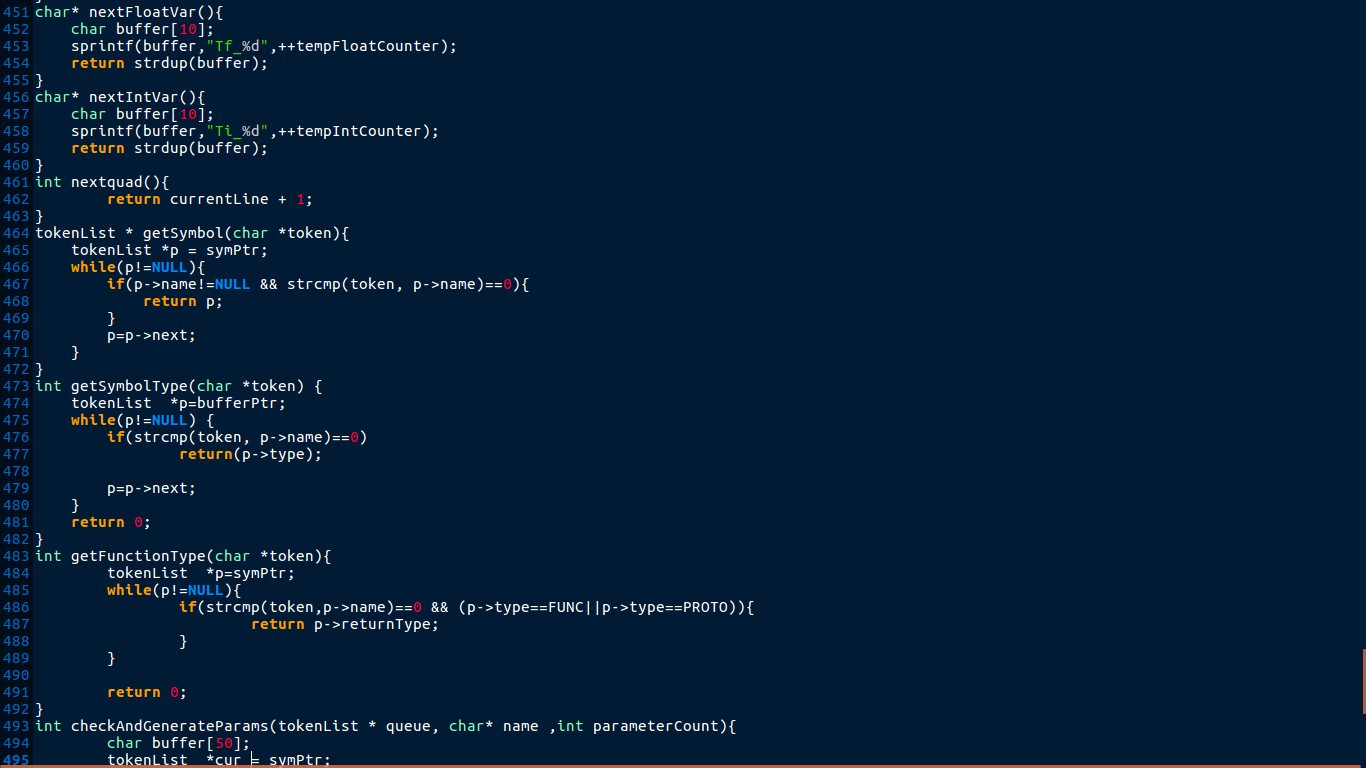 451 char* nextFloatVar(){
452     char buffer[10];
453     sprintf(buffer,"Tf_%d",++tempFloatCounter);
454     return strdup(buffer);
455 }
456 char* nextIntVar(){
457     char buffer[10];
458     sprintf(buffer,"Ti_%d",++tempIntCounter);
459     return strdup(buffer);
460 }
461 int nextquad(){
462         return currentLine + 1;
463 }
464 tokenList * getSymbol(char *token){
465     tokenList *p = symPtr;
466     while(p!=NULL){
467         if(p->name!=NULL && strcmp(token, p->name)==0){
468             return p;
469         }
470         p=p->next;
471     }
472 }
473 int getSymbolType(char *token) {
474     tokenList  *p=bufferPtr;
475     while(p!=NULL) {
476         if(strcmp(token, p->name)==0)
477                 return(p->type);
478
479         p=p->next;
480     }
481     return 0;
482 }
483 int getFunctionType(char *token){
484         tokenList  *p=symPtr;
485         while(p!=NULL){
486                 if(strcmp(token,p->name)==0 && (p->type==FUNC||p->type==PROTO)){
487                         return p->returnType;
488                 }
489         }
490
491         return 0;
492 }
493 int checkAndGenerateParams(tokenList * queue, char* name ,int parameterCount){
494         char buffer[50];
495         tokenList  *cur = symPtr;